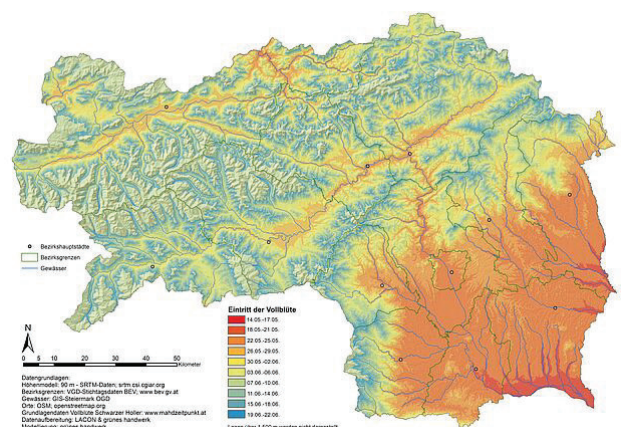 Bezirkshauptstädte
Bezirksgrenzen
Gewässer
N
0 5 10 20 30 40 50
Kilometer
Eintritt der Vollblüte
14.05.-17.05.
18.05.-21.05.
22.05.-25.05.
26.05.-29.05.
30.05.-02.06.
03.06.-06.06.
07.06.-10.06.
11.06.-14.06.
15.06.-18.06.
19.06.-22.06.
Datengrundlagen:
Höhenmodell: 90 m - SRTM-Daten; srtm.csi.cgiar.org
Bezirksgrenzen: VGD-Stichtagsdaten BEV; www.bev.gv.at
Gewässer: GIS-Steiermark OGD
Orte: OSM; openstreetmap.org
Grundlagendaten Vollblüte Schwarzer Holler: www.mahdzeitpunkt.at
Datenaufbereitung: LACON & grünes handwerk